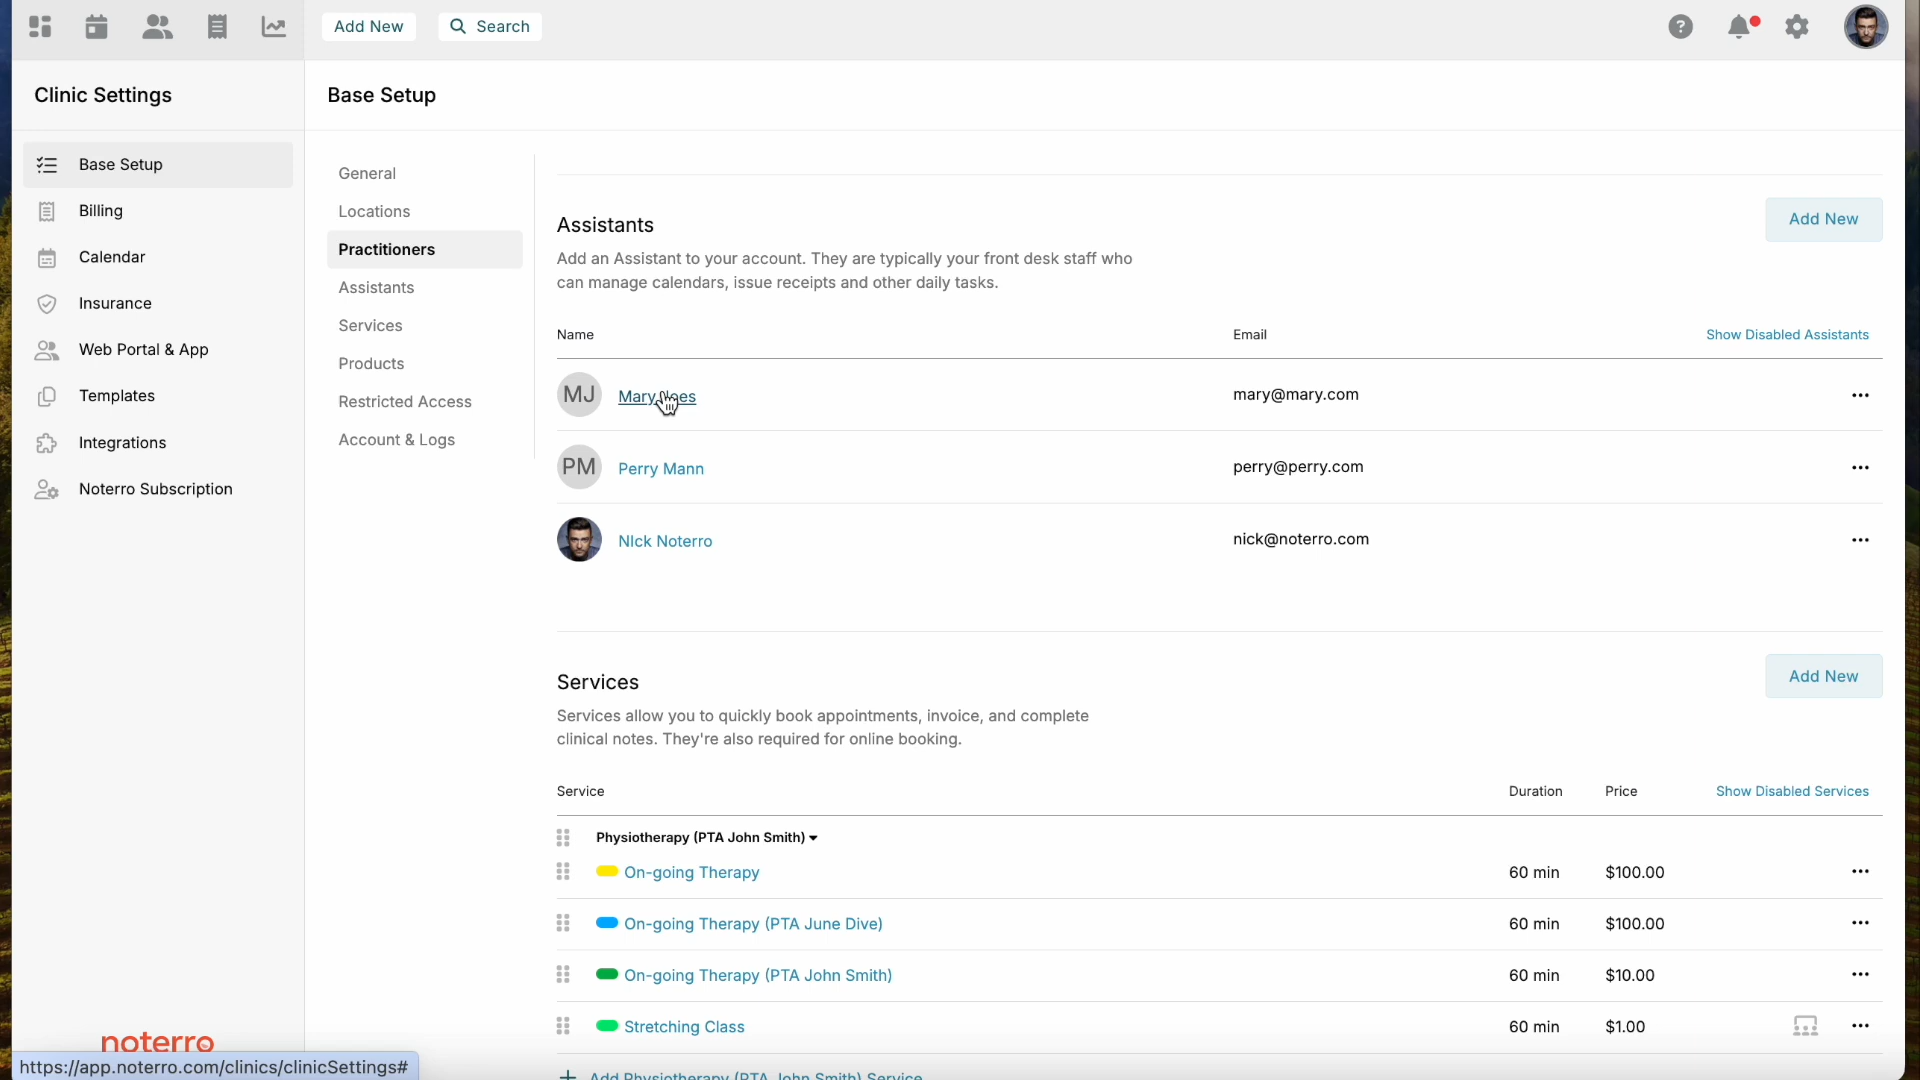 Add New
Search
?
Clinic Settings
Base Setup
Base Setup
Billing
Calendar
Insurance
Web Portal & App
Templates
Integrations
Noterro Subscription
General
Locations
Practitioners
Assistants
Services
Products
Restricted Access
Account & Logs
Assistants
Add New
Add an Assistant to your account. They are typically your front desk staff who
can manage calendars, issue receipts and other daily tasks.
Name Email Show Disabled Assistants
MJ Mary mary@mary.com
PM Perry Mann perry@perry.com
NIck Noterro nick@noterro.com
Services
Add New
Services allow you to quickly book appointments, invoice, and complete
clinical notes. They're also required for online booking.
Service Duration Price Show Disabled Services
Physiotherapy (PTA John Smith)
On-going Therapy 60 min $100.00
On-going Therapy (PTA June Dive) 60 min $100.00
On-going Therapy (PTA John Smith) 60 min $10.00
Stretching Class 60 min $1.00
+ Add Physiotherapy (PTA John Smith) Service
noterro
https://app.noterro.com/clinics/clinicSettings#